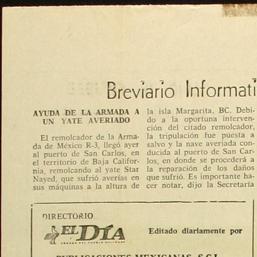 Breviario Informati
AYUDA DE LA ARMADA A
UN YATE AVERIADO
El remolcador de la Arma-
da de México R-3, llegó ayer
al puerto de San Carlos, en
el territorio de Baja Califor-
nia, remolcando al yate Star
Nayed, que sufrió averías en
sus máquinas a la altura de
la isla Margarita, BC. Debi-
do a la oportuna interven-
ción del citado remolcador,
la tripulación fue puesta a
salvo y la nave averiada con-
ducida al puerto de San Car-
los, en donde se procederá a
la reparación de los daños
que sufrió. Es importante ha-
cer notar, dijo la Secretaría
DIRECTORIO
EL DÍA
Editado diariamente por
PUBLICACIONES MEXICANAS, S.C.L.